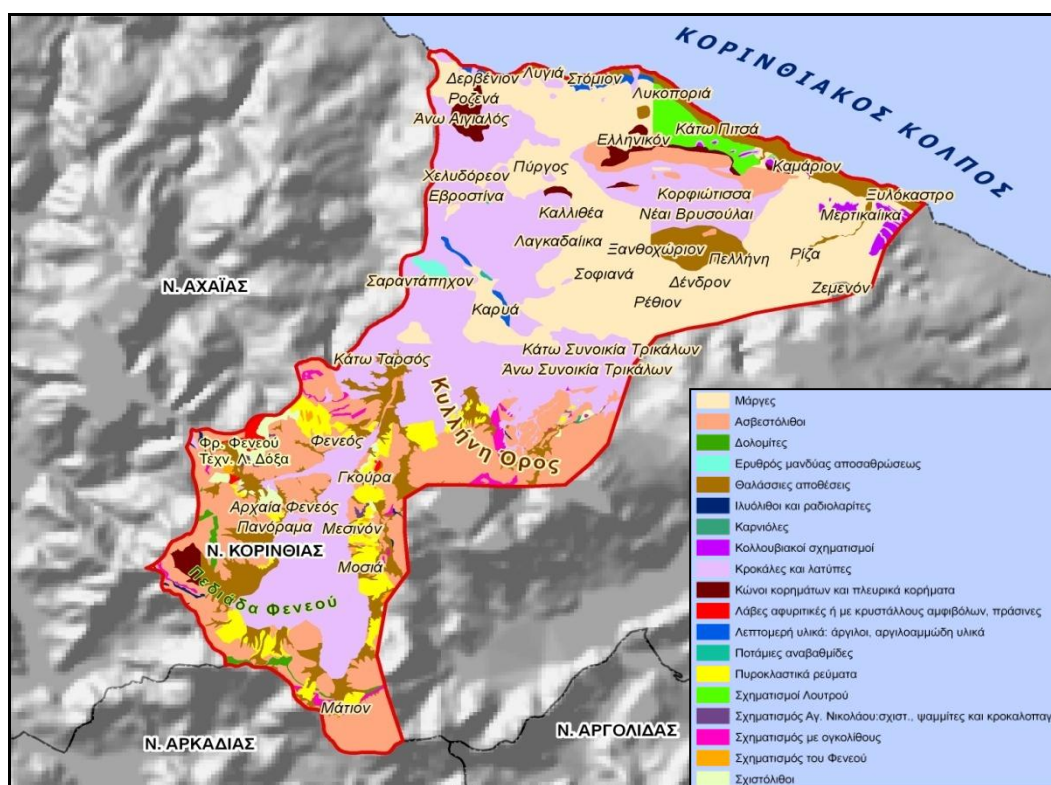 ΚΟΡΙΝΘΙΑΚΟΣ ΚΟΛΠΟΣ
Δερβένιον
Λυγιά
Στόμιον
Ροζενά
Λυκοποριά
Άνω Αιγιαλός
Κάτω Πιτσά
Ελληνικόν
Καμάριον
Πύργος
Χελυδόρεον
Εβροστίνα
Κορφιώτισσα
Ξυλόκαστρο
Καλλιθέα
Νέαι Βρυσούλαι
Μερτικαίικα
Λαγκαδαίικα
Ξανθοχώριον
Πελλήνη
Ρίζα
Σοφιανά
Σαραντάπηχον
Δένδρον
Ζεμενόν
Ν. ΑΧΑΪΑΣ
Καρυά
Ρέθιον
Κάτω Συνοικία Τρικάλων
Κάτω Ταρσός
Άνω Συνοικία Τρικάλων
Κυλλήνη Όρος
Φρ. Φενεού
Φενεός
Τεχν. Λ. Δόξα
Γκούρα
Αρχαία Φενεός
Πανόραμα
Μεσινόν
Ν. ΚΟΡΙΝΘΙΑΣ
Μοσιά
Πεδιάδα Φενεού
Μάτιον
Ν. ΑΡΚΑΔΙΑΣ
Ν. ΑΡΓΟΛΙΔΑΣ
Μάργες
Ασβεστόλιθοι
Δολομίτες
Ερυθρός μανδύας αποσαθρώσεως
Θαλάσσιες αποθέσεις
Ιλυόλιθοι και ραδιολαρίτες
Καρνιόλες
Κολλουβιακοί σχηματισμοί
Κροκάλες και λατύπες
Κώνοι κορημάτων και πλευρικά κορήματα
Λάβες αφυριτικές ή με κρυστάλλους αμφιβόλων, πράσινες
Λεπτομερή υλικά: άργιλοι, αργιλοαμμώδη υλικά
Ποτάμιες αναβαθμίδες
Πυροκλαστικά ρεύματα
Σχηματισμοί Λουτρού
Σχηματισμός Αγ. Νικολάου:σχιστ., ψαμμίτες και κροκαλοπαγ
Σχηματισμός με ογκολίθους
Σχηματισμός του Φενεού
Σχιστόλιθοι